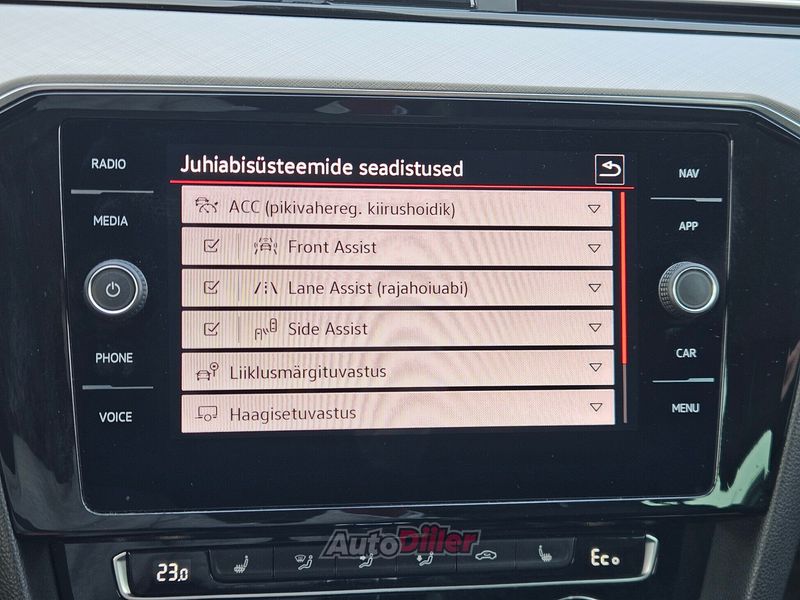 Juhiabisüsteemide seadistused
RADIO
MEDIA
PHONE
VOICE
ACC (pikivahereg. kiirushoidik)
Front Assist
Lane Assist (rajahoiuabi)
Side Assist
Liiklusmärgituvastus
Haagisetuvastus
NAV
APP
CAR
MENU
AutoDiller
23.0
Eco